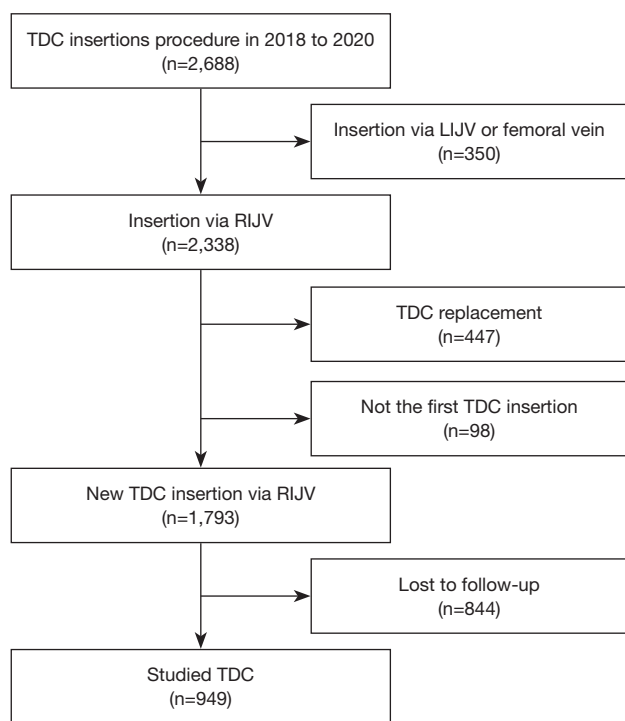 TDC insertions procedure in 2018 to 2020
(n=2,688)
Insertion via LIJV or femoral vein
(n=350)
Insertion via RIJV
(n=2,338)
TDC replacement
(n=447)
Not the first TDC insertion
(n=98)
New TDC insertion via RIJV
(n=1,793)
Lost to follow-up
(n=844)
Studied TDC
(n=949)